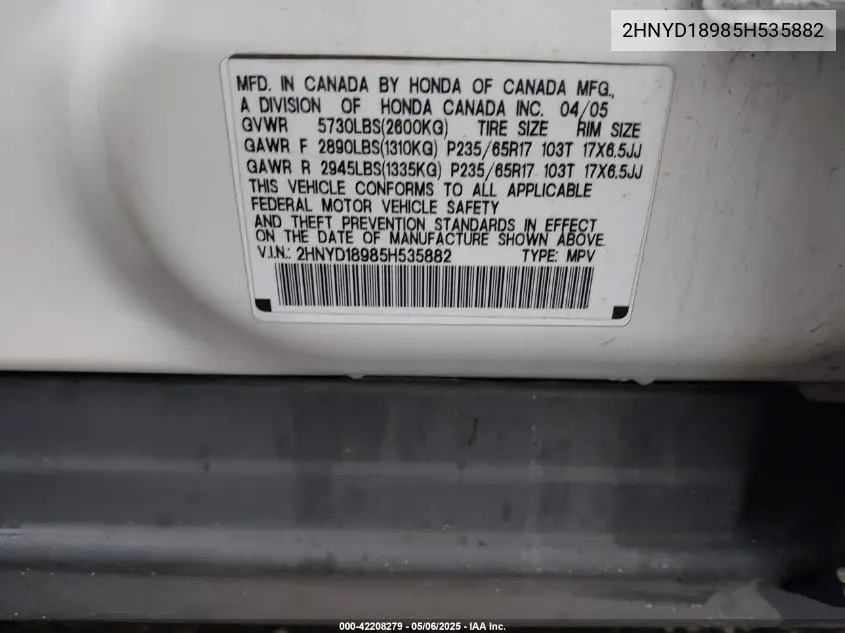 2HNYD18985H535882
MFD. IN CANADA BY HONDA OF CANADA MFG.,
A DIVISION OF HONDA CANADA INC. 04/05
GVWR 5730LBS(2600KG) TIRE SIZE RIM SIZE
GAWR F 2890LBS(1310KG) P235/65R17 103T 17X6.5JJ
GAWR R 2945LBS(1335KG) P235/65R17 103T 17X6.5JJ
THIS VEHICLE CONFORMS TO ALL APPLICABLE
FEDERAL MOTOR VEHICLE SAFETY
AND THEFT PREVENTION STANDARDS IN EFFECT
ON THE DATE OF MANUFACTURE SHOWN ABOVE.
V.I.N.: 2HNYD18985H535882 TYPE: MPV
000-42208279 - 05/06/2025 - IAA Inc.